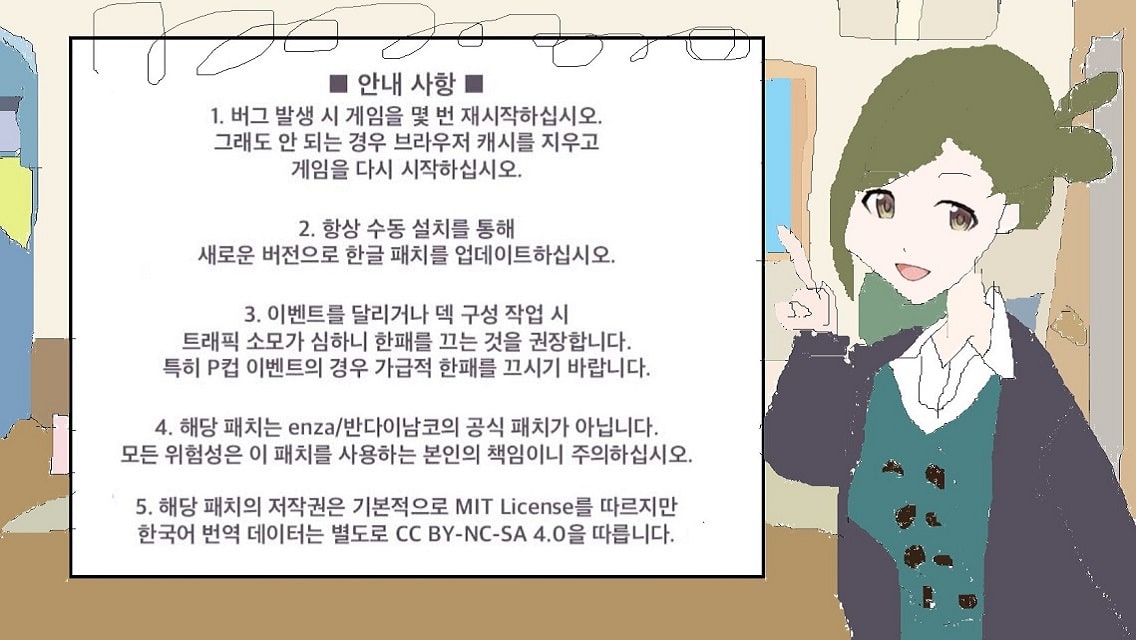 ■ 안내 사항 ■
1. 버그 발생 시 게임을 몇 번 재시작하십시오.
그래도 안 되는 경우 브라우저 캐시를 지우고
게임을 다시 시작하십시오.
2. 항상 수동 설치를 통해
새로운 버전으로 한글 패치를 업데이트하십시오.
3. 이벤트를 달리거나 덱 구성 작업 시
트래픽 소모가 심하니 한패를 끄는 것을 권장합니다.
특히 P컵 이벤트의 경우 가급적 한패를 끄시기 바랍니다.
4. 해당 패치는 enza/반다이남코의 공식 패치가 아닙니다.
모든 위험성은 이 패치를 사용하는 본인의 책임이니 주의하십시오.
5. 해당 패치의 저작권은 기본적으로 MIT License를 따르지만
한국어 번역 데이터는 별도로 CC BY-NC-SA 4.0을 따릅니다.